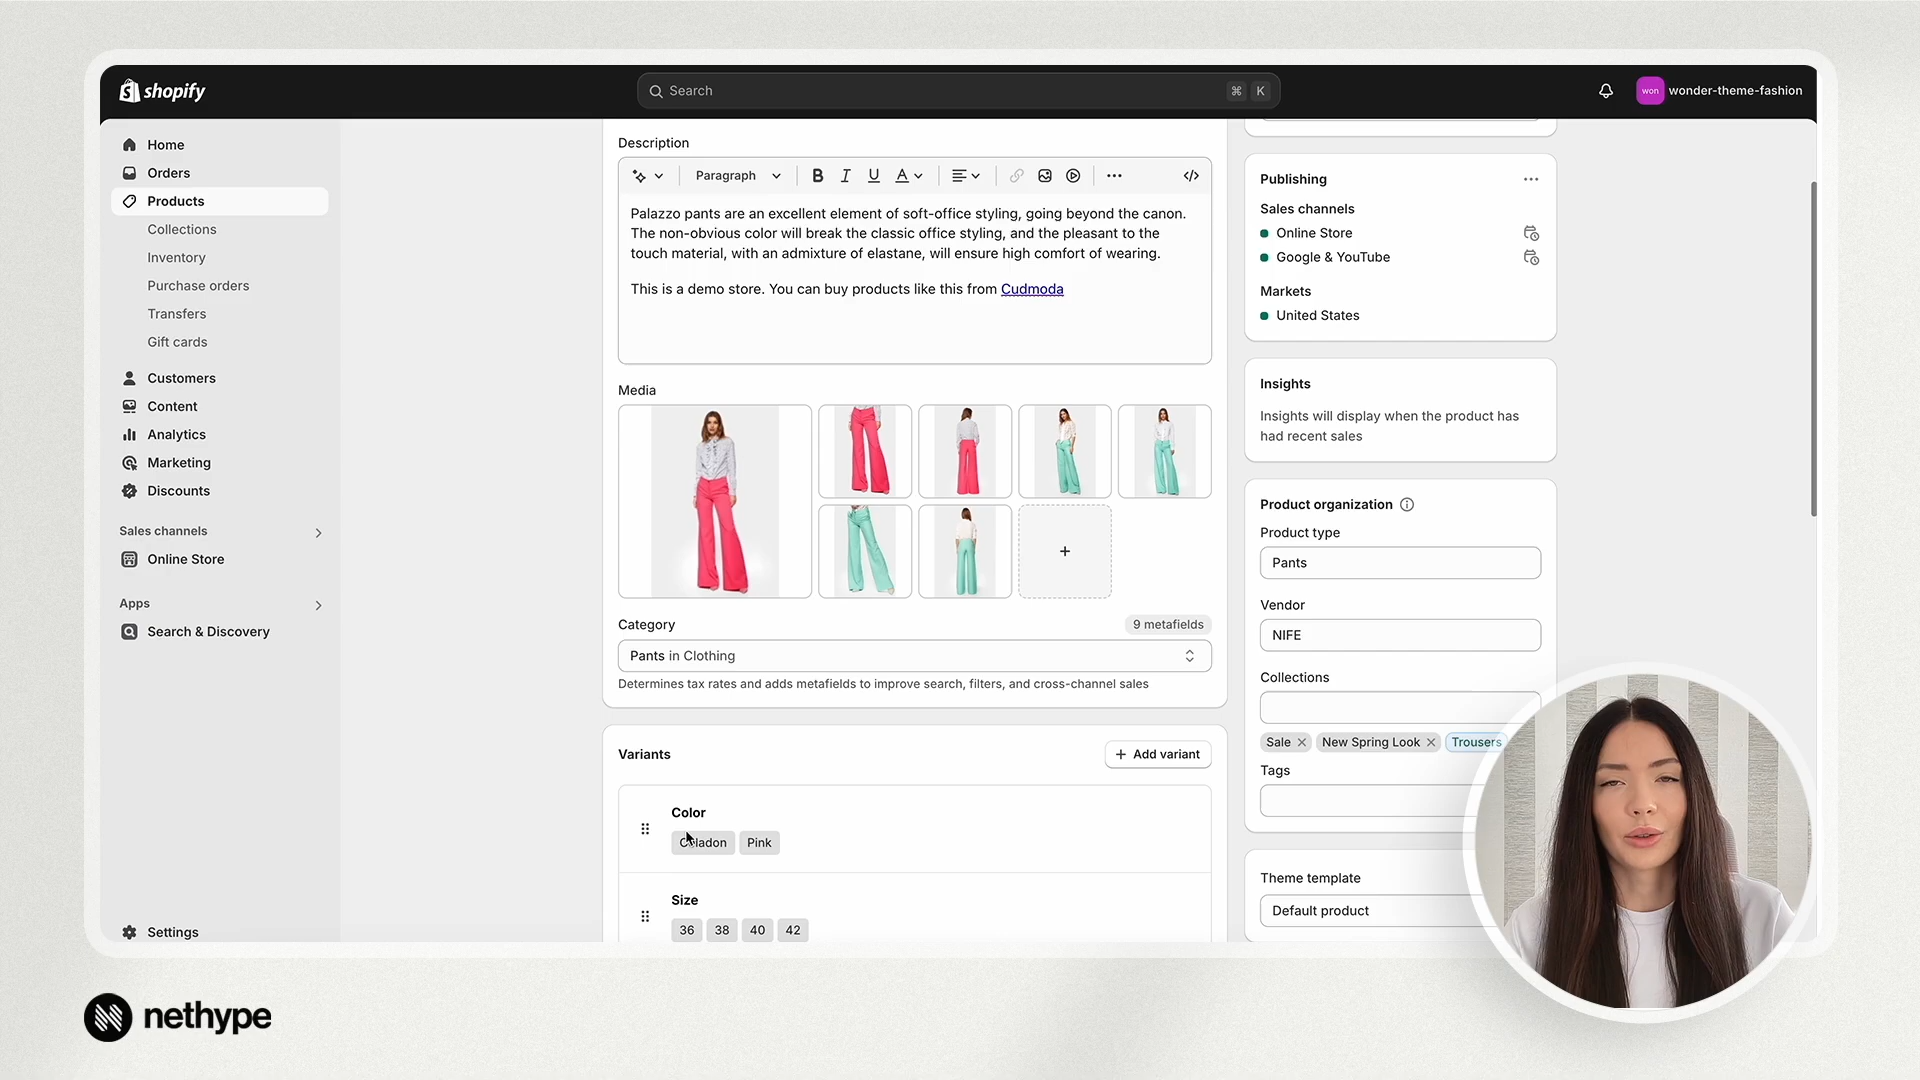 shopify
Search
⌘ K
won
wonder-theme-fashion
Home
Orders
Products
Collections
Inventory
Purchase orders
Transfers
Gift cards
Customers
Content
Analytics
Marketing
Discounts
Sales channels
Online Store
Apps
Search & Discovery
Settings
Description
Paragraph
B I U A
Palazzo pants are an excellent element of soft-office styling, going beyond the canon.
The non-obvious color will break the classic office styling, and the pleasant to the
touch material, with an admixture of elastane, will ensure high comfort of wearing.
This is a demo store. You can buy products like this from Cudmoda
Media
Category
9 metafields
Pants in Clothing
Determines tax rates and adds metafields to improve search, filters, and cross-channel sales
Variants
+ Add variant
Color
Celadon
Pink
Size
36 38 40 42
Publishing
Sales channels
Online Store
Google & YouTube
Markets
United States
Insights
Insights will display when the product has
had recent sales
Product organization
Product type
Pants
Vendor
NIFE
Collections
Sale
New Spring Look
Trousers
Tags
Theme template
Default product
nethype